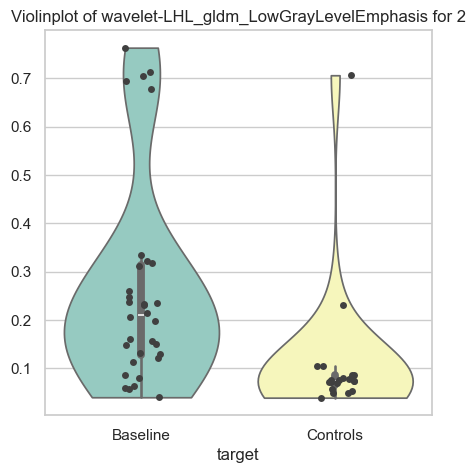 Violinplot of wavelet-LHL_gldm_LowGrayLevelEmphasis for 2
0.7
0.6
0.5
0.4
0.3
0.2
0.1
Baseline
Controls
target